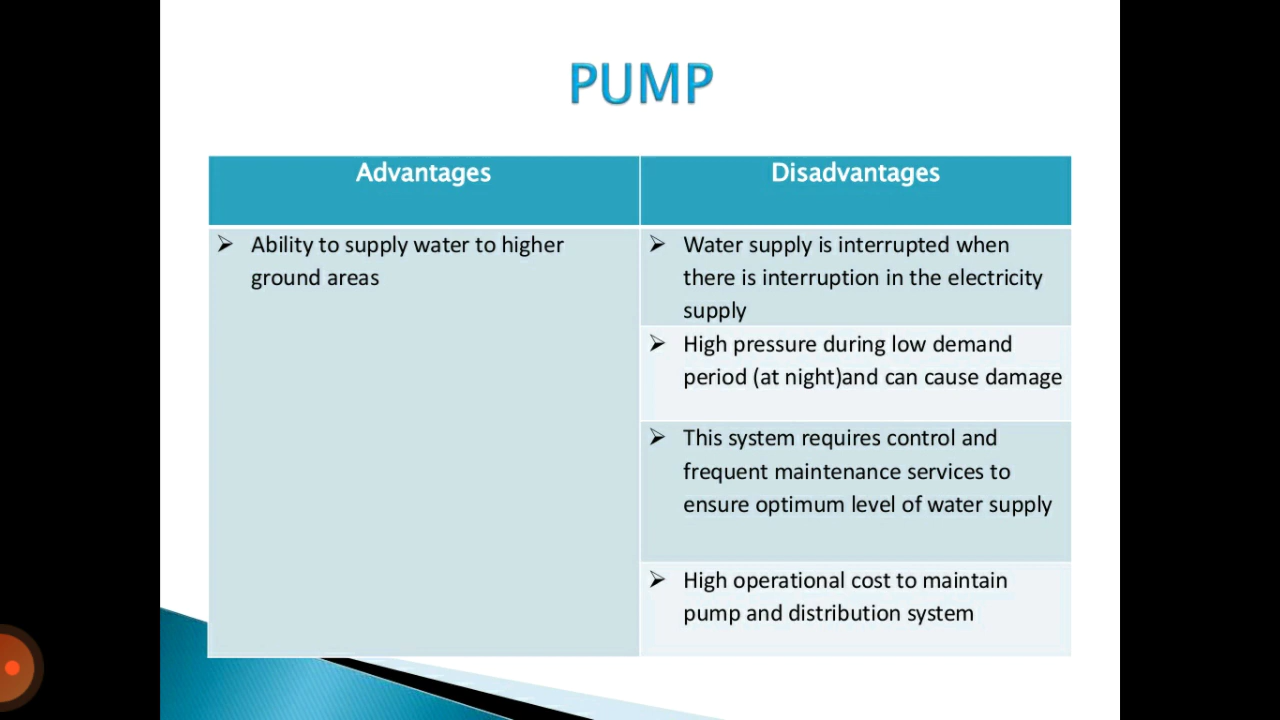 PUMP
Advantages
Disadvantages
➢ Ability to supply water to higher
ground areas
➢ Water supply is interrupted when
there is interruption in the electricity
supply
➢ High pressure during low demand
period (at night)and can cause damage
➢ This system requires control and
frequent maintenance services to
ensure optimum level of water supply
➢ High operational cost to maintain
pump and distribution system